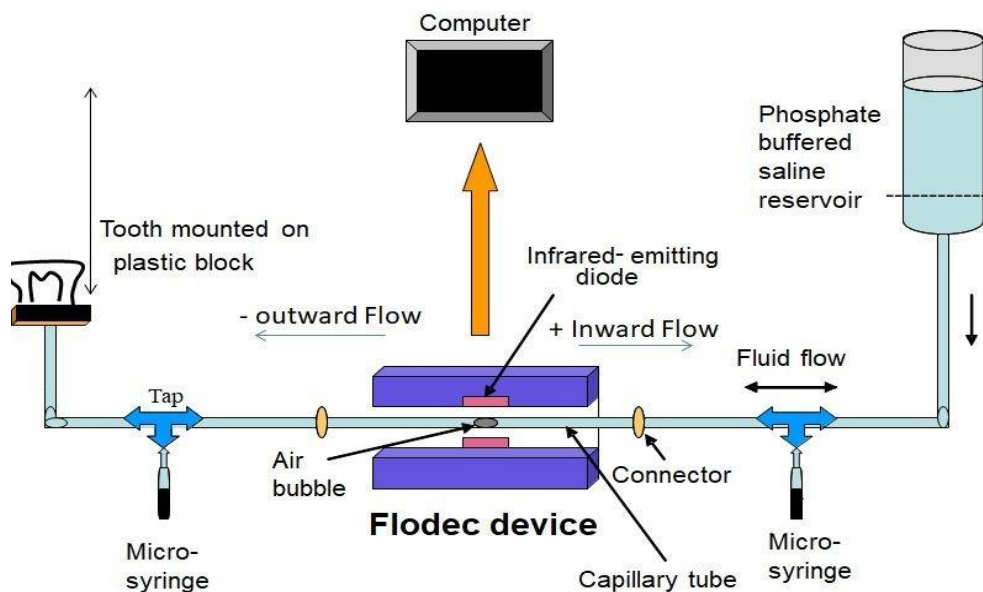 Computer
Phosphate
buffered
saline
reservoir
Tooth mounted on
plastic block
Infrared- emitting
diode
- outward Flow
+ Inward Flow
Fluid flow
Tap
Air
bubble
Connector
Flodec device
Micro-
syringe
Capillary tube
Micro-
syringe